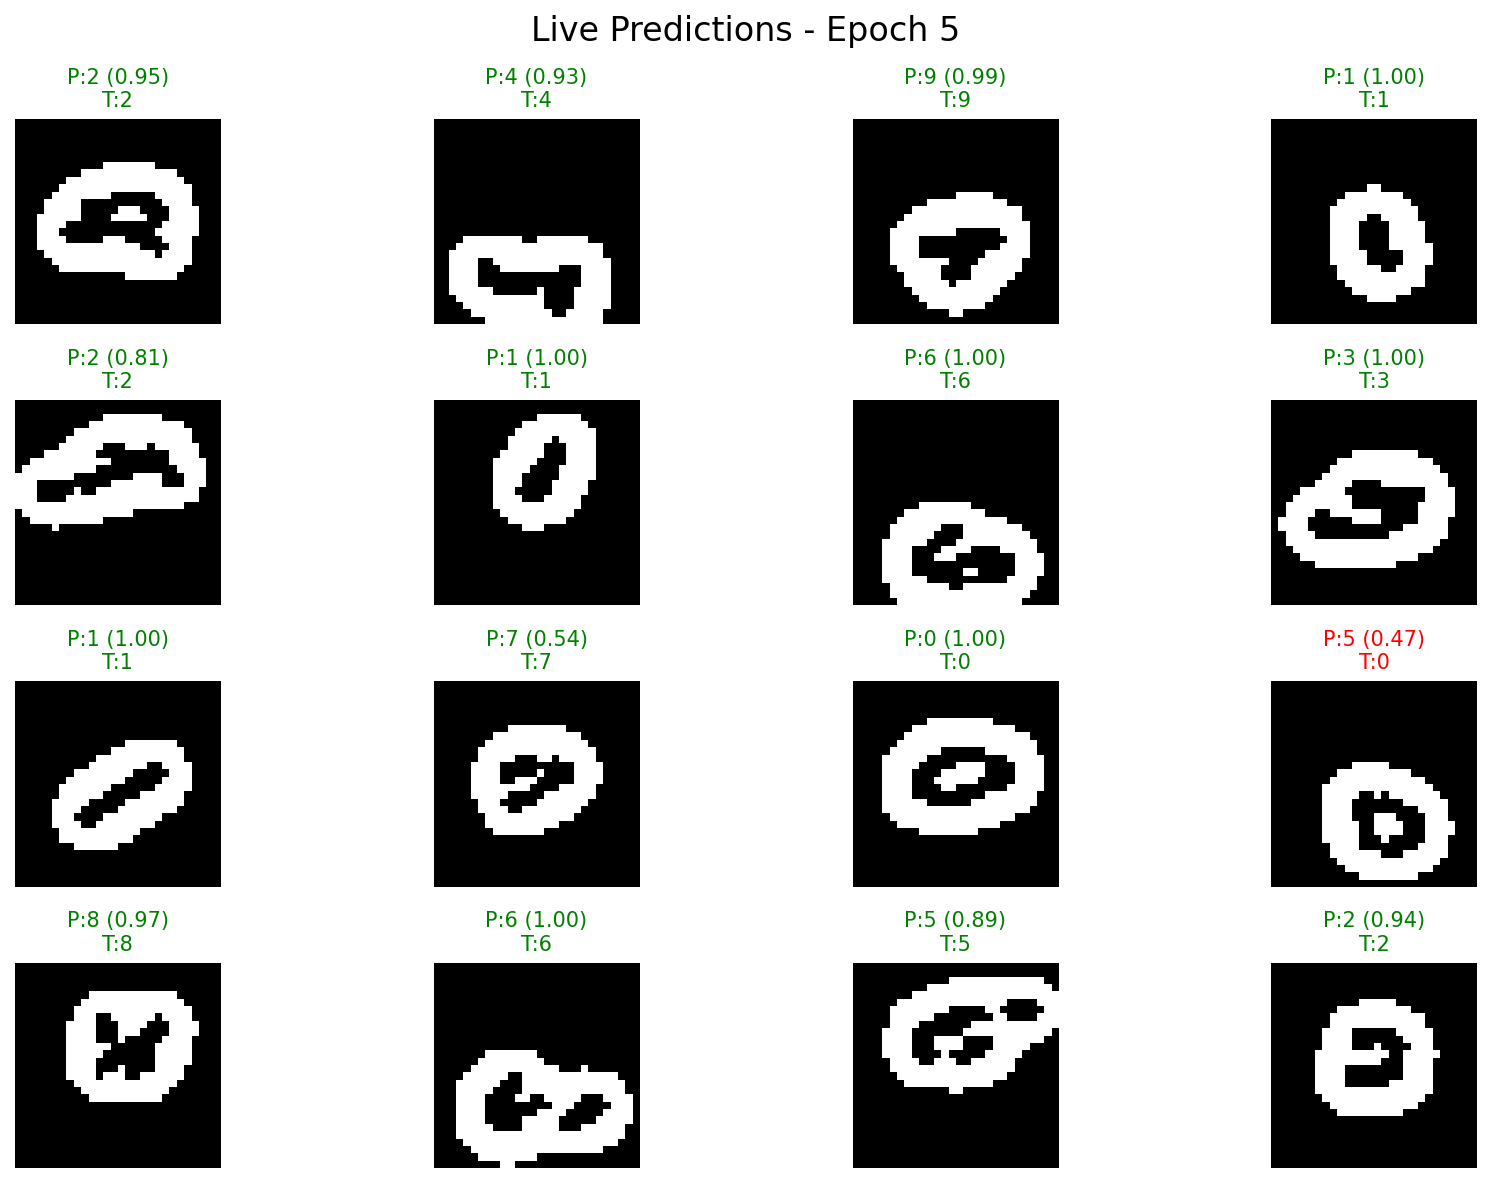 Live Predictions - Epoch 5
P:2 (0.95)
T:2
P:4 (0.93)
T:4
P:9 (0.99)
T:9
P:1 (1.00)
T:1
P:2 (0.81)
T:2
P:1 (1.00)
T:1
P:6 (1.00)
T:6
P:3 (1.00)
T:3
P:1 (1.00)
T:1
P:7 (0.54)
T:7
P:0 (1.00)
T:0
P:5 (0.47)
T:0
P:8 (0.97)
T:8
P:6 (1.00)
T:6
P:5 (0.89)
T:5
P:2 (0.94)
T:2